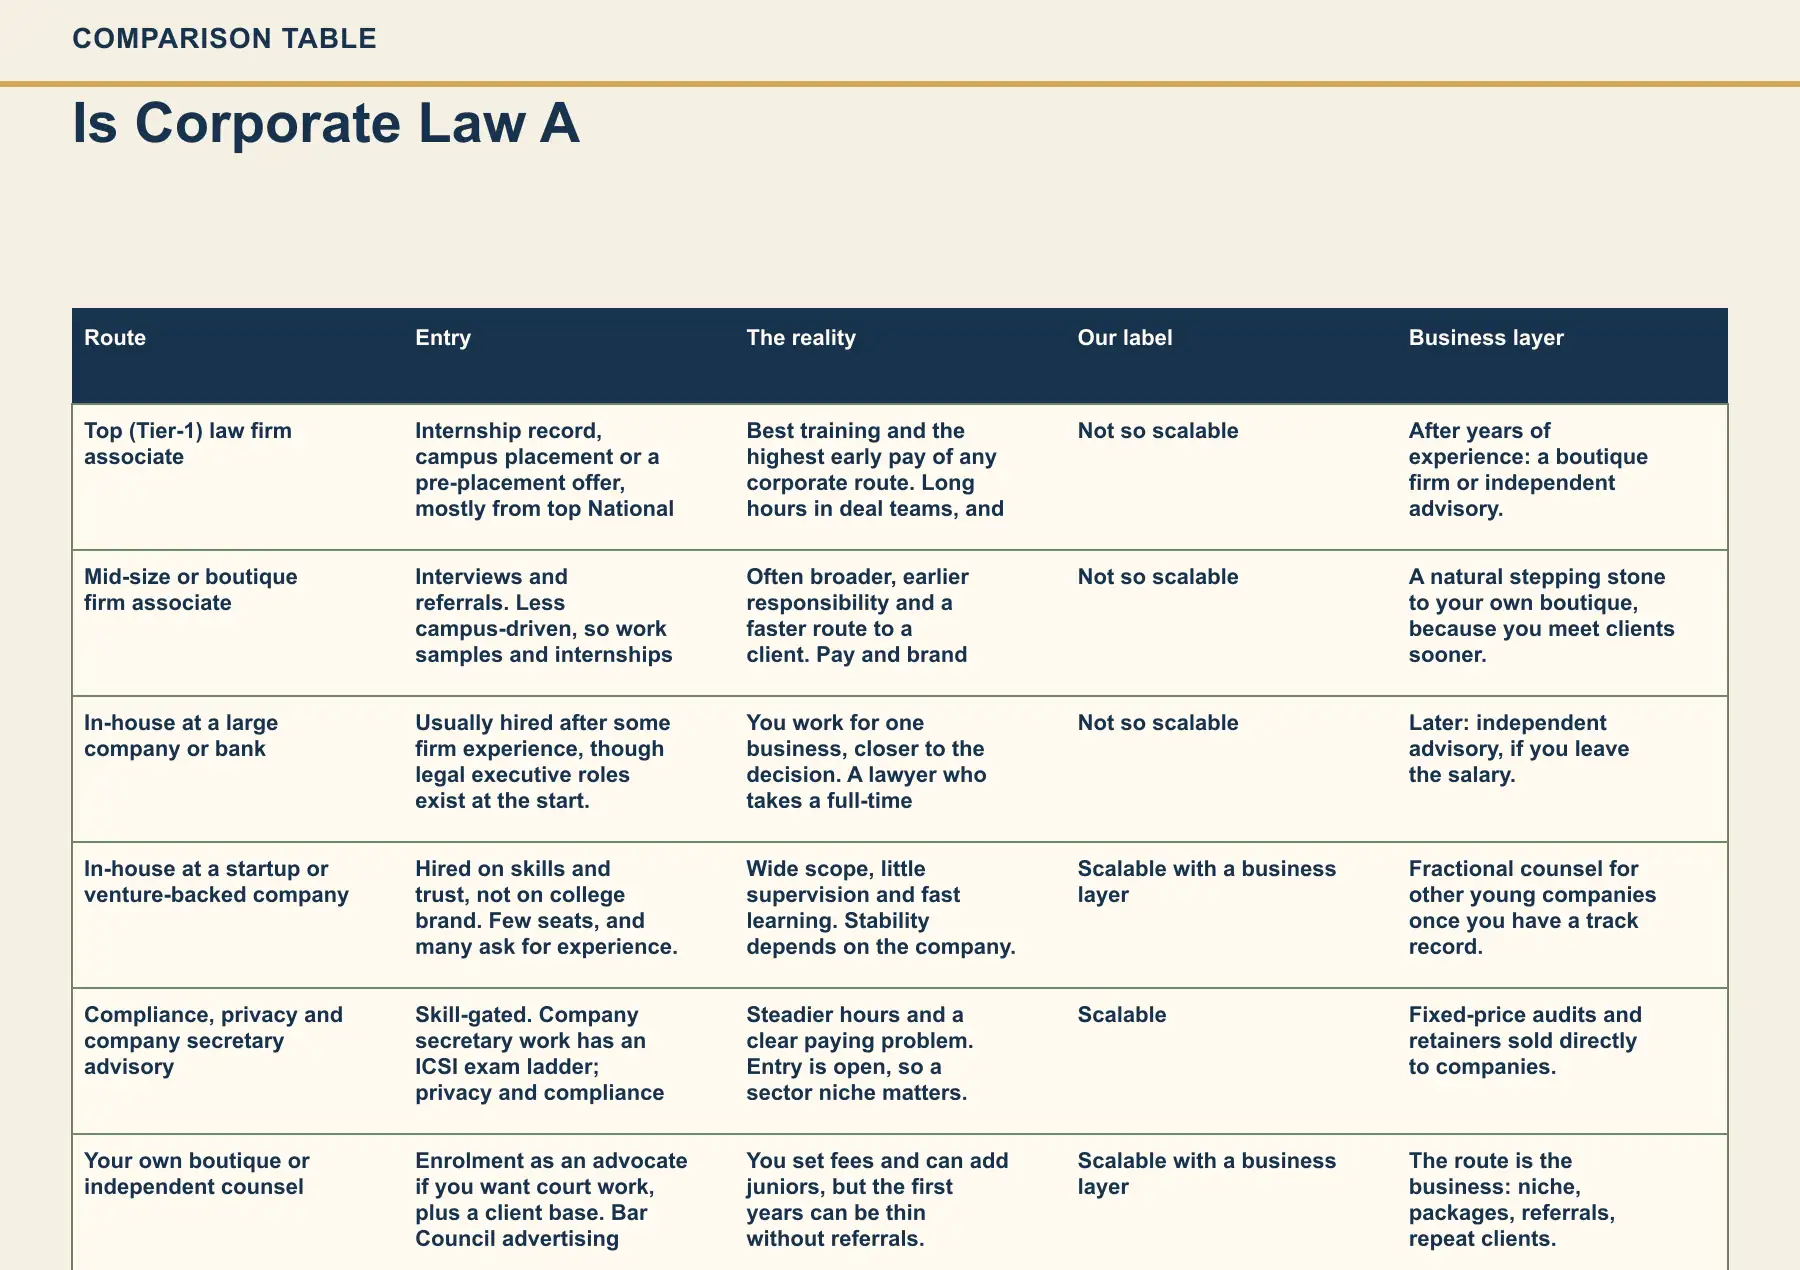 COMPARISON TABLE
Is Corporate Law A
Route
Entry
The reality
Our label
Business layer
Top (Tier-1) law firm
associate
Internship record,
campus placement or a
pre-placement offer,
mostly from top National
Best training and the
highest early pay of any
corporate route. Long
hours in deal teams, and
Not so scalable
After years of
experience: a boutique
firm or independent
advisory.
Mid-size or boutique
firm associate
Interviews and
referrals. Less
campus-driven, so work
samples and internships
Often broader, earlier
responsibility and a
faster route to a
client. Pay and brand
Not so scalable
A natural stepping stone
to your own boutique,
because you meet clients
sooner.
In-house at a large
company or bank
Usually hired after some
firm experience, though
legal executive roles
exist at the start.
You work for one
business, closer to the
decision. A lawyer who
takes a full-time
Not so scalable
Later: independent
advisory, if you leave
the salary.
In-house at a startup or
venture-backed company
Hired on skills and
trust, not on college
brand. Few seats, and
many ask for experience.
Wide scope, little
supervision and fast
learning. Stability
depends on the company.
Scalable with a business
layer
Fractional counsel for
other young companies
once you have a track
record.
Compliance, privacy and
company secretary
advisory
Skill-gated. Company
secretary work has an
ICSI exam ladder;
privacy and compliance
Steadier hours and a
clear paying problem.
Entry is open, so a
sector niche matters.
Scalable
Fixed-price audits and
retainers sold directly
to companies.
Your own boutique or
independent counsel
Enrolment as an advocate
if you want court work,
plus a client base. Bar
Council advertising
You set fees and can add
juniors, but the first
years can be thin
without referrals.
Scalable with a business
layer
The route is the
business: niche,
packages, referrals,
repeat clients.